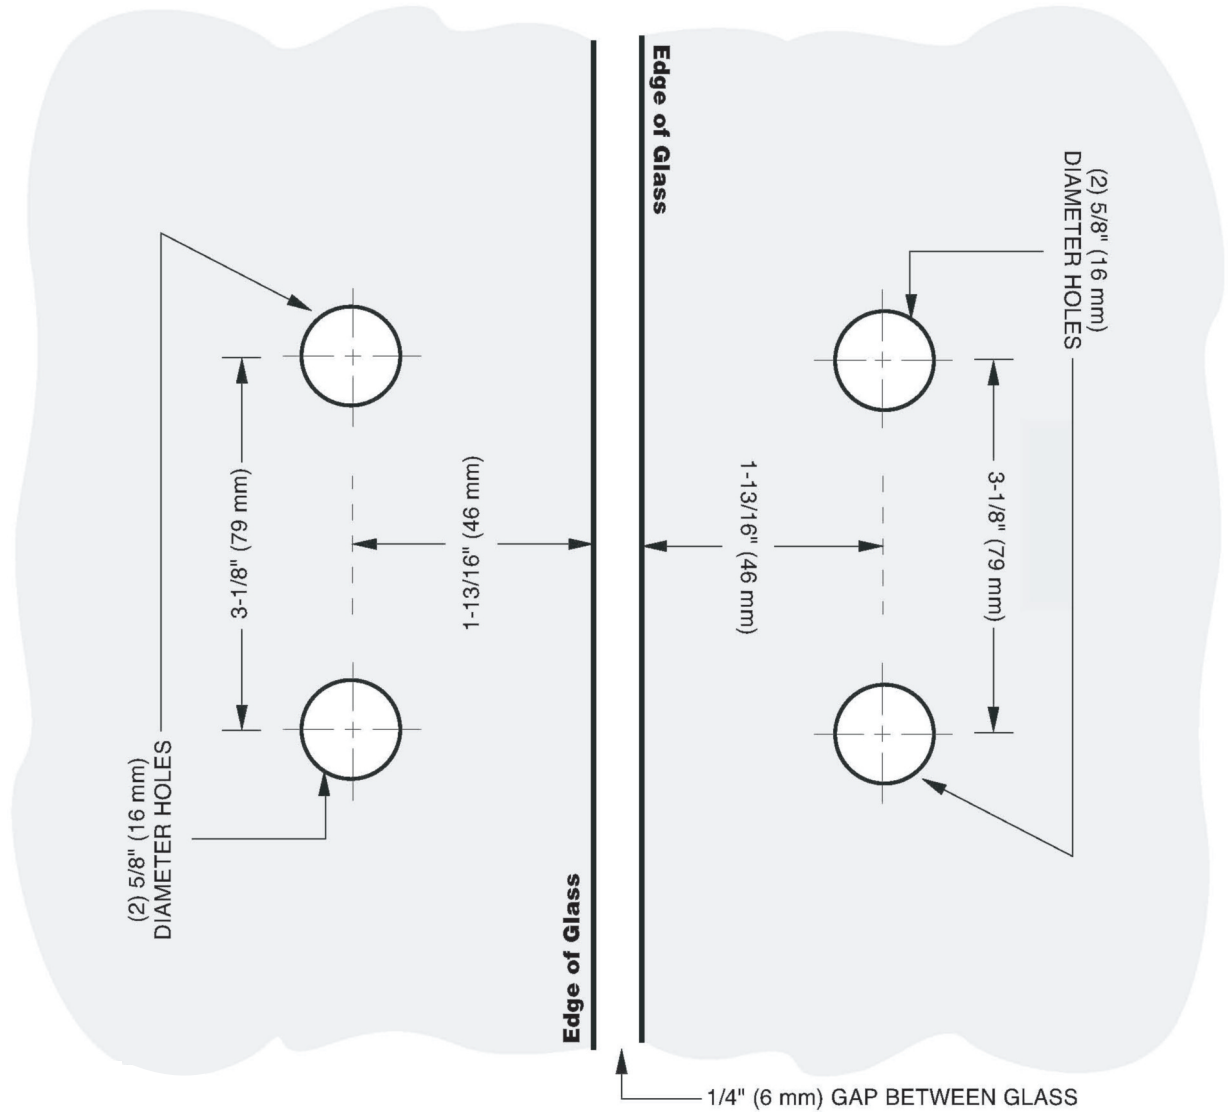 Edge of Glass
(2) 5/8" (16 mm)
DIAMETER HOLES
3-1/8" (79 mm)
1-13/16" (46 mm)
1-13/16" (46 mm)
3-1/8" (79 mm)
(2) 5/8" (16 mm)
DIAMETER HOLES
Edge of Glass
1/4" (6 mm) GAP BETWEEN GLASS